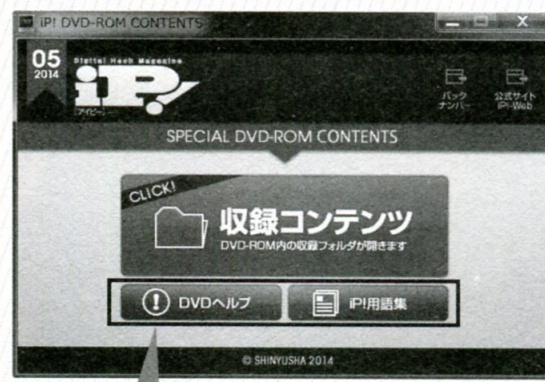 iP! DVD-ROM CONTENTS
05
2014
Digital Hack Magazine
iP!
[アイピー]
バック
ナンバー
公式サイト
iP!-Web
SPECIAL DVD-ROM CONTENTS
CLICK!
収録コンテンツ
DVD-ROM内の収録フォルダが開きます
DVDヘルプ
iP!用語集
© SHINYUSHA 2014